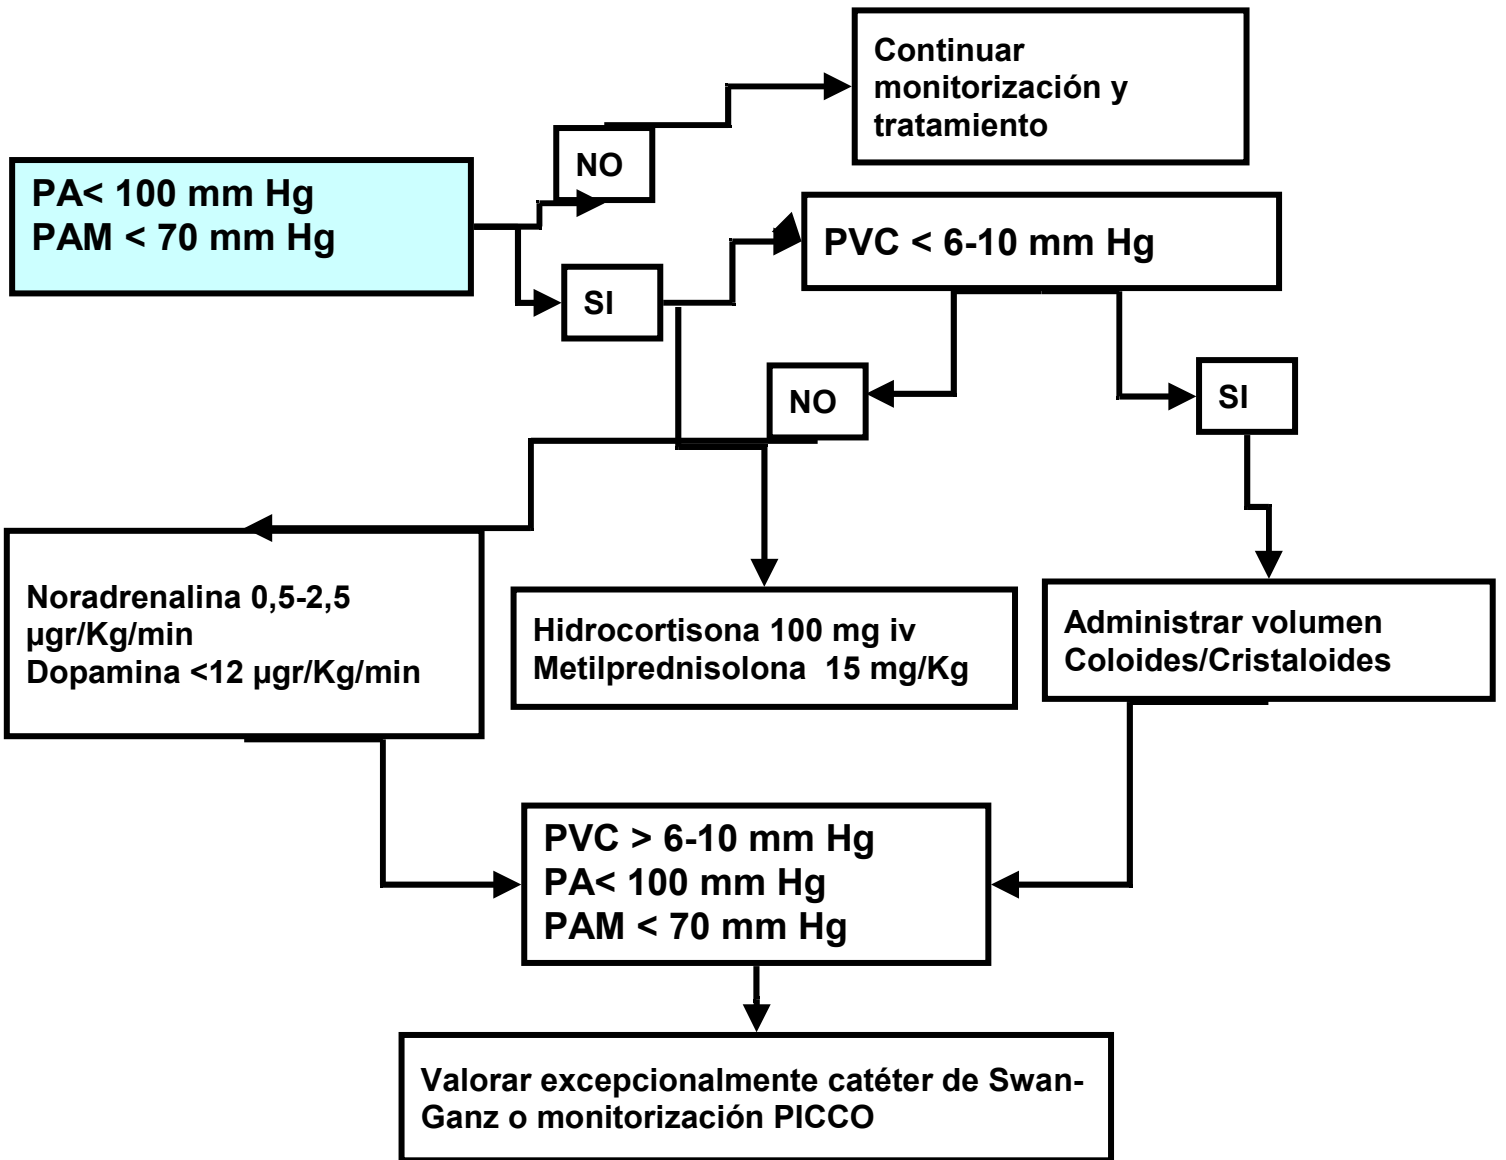 Continuar
monitorización y
tratamiento
NO
PA< 100 mm Hg
PAM < 70 mm Hg
PVC < 6-10 mm Hg
SI
NO
SI
Noradrenalina 0,5-2,5
µgr/Kg/min
Dopamina <12 µgr/Kg/min
Hidrocortisona 100 mg iv
Metilprednisolona 15 mg/Kg
Administrar volumen
Coloides/Cristaloides
PVC > 6-10 mm Hg
PA< 100 mm Hg
PAM < 70 mm Hg
Valorar excepcionalmente catéter de Swan-
Ganz o monitorización PICCO